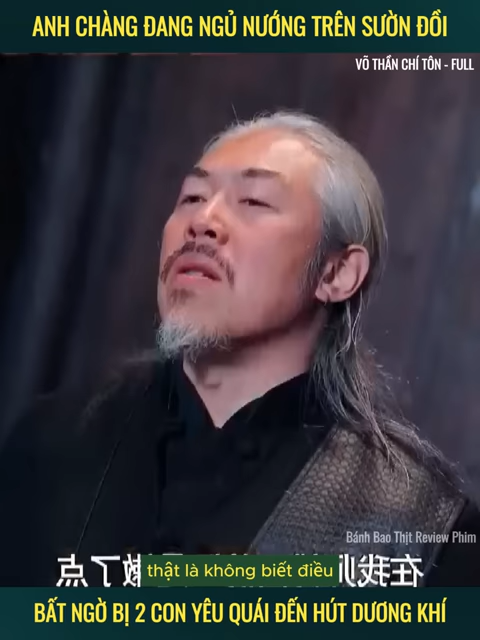 ANH CHÀNG ĐANG NGỦ NƯỚNG TRÊN SƯỜN ĐỒI
VÕ THẦN CHÍ TÔN - FULL
Bánh Bao Thịt Review Phim
thật là không biết điều
BẤT NGỜ BỊ 2 CON YÊU QUÁI ĐẾN HÚT DƯƠNG KHÍ